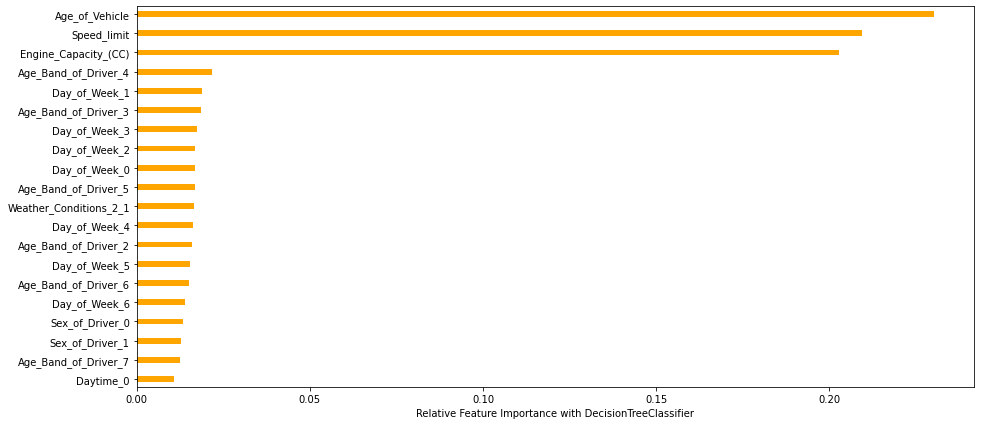 Age_of_Vehicle
Speed_limit
Engine_Capacity_(CC)
Age_Band_of_Driver_4
Day_of_Week_1
Age_Band_of_Driver_3
Day_of_Week_3
Day_of_Week_2
Day_of_Week_0
Age_Band_of_Driver_5
Weather_Conditions_2_1
Day_of_Week_4
Age_Band_of_Driver_2
Day_of_Week_5
Age_Band_of_Driver_6
Day_of_Week_6
Sex_of_Driver_0
Sex_of_Driver_1
Age_Band_of_Driver_7
Daytime_0
0.00 0.05 0.10 0.15 0.20
Relative Feature Importance with DecisionTreeClassifier